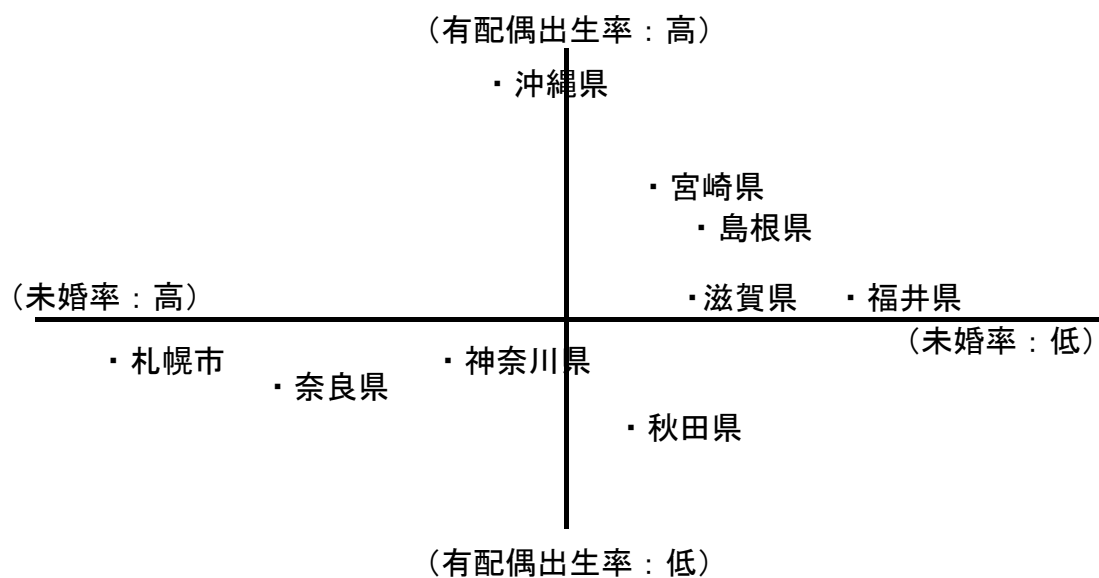 （有配偶出生率：高）
・沖縄県
・宮崎県
・島根県
（未婚率：高）
・滋賀県
・福井県
（未婚率：低）
・札幌市
・神奈川県
・奈良県
・秋田県
（有配偶出生率：低）